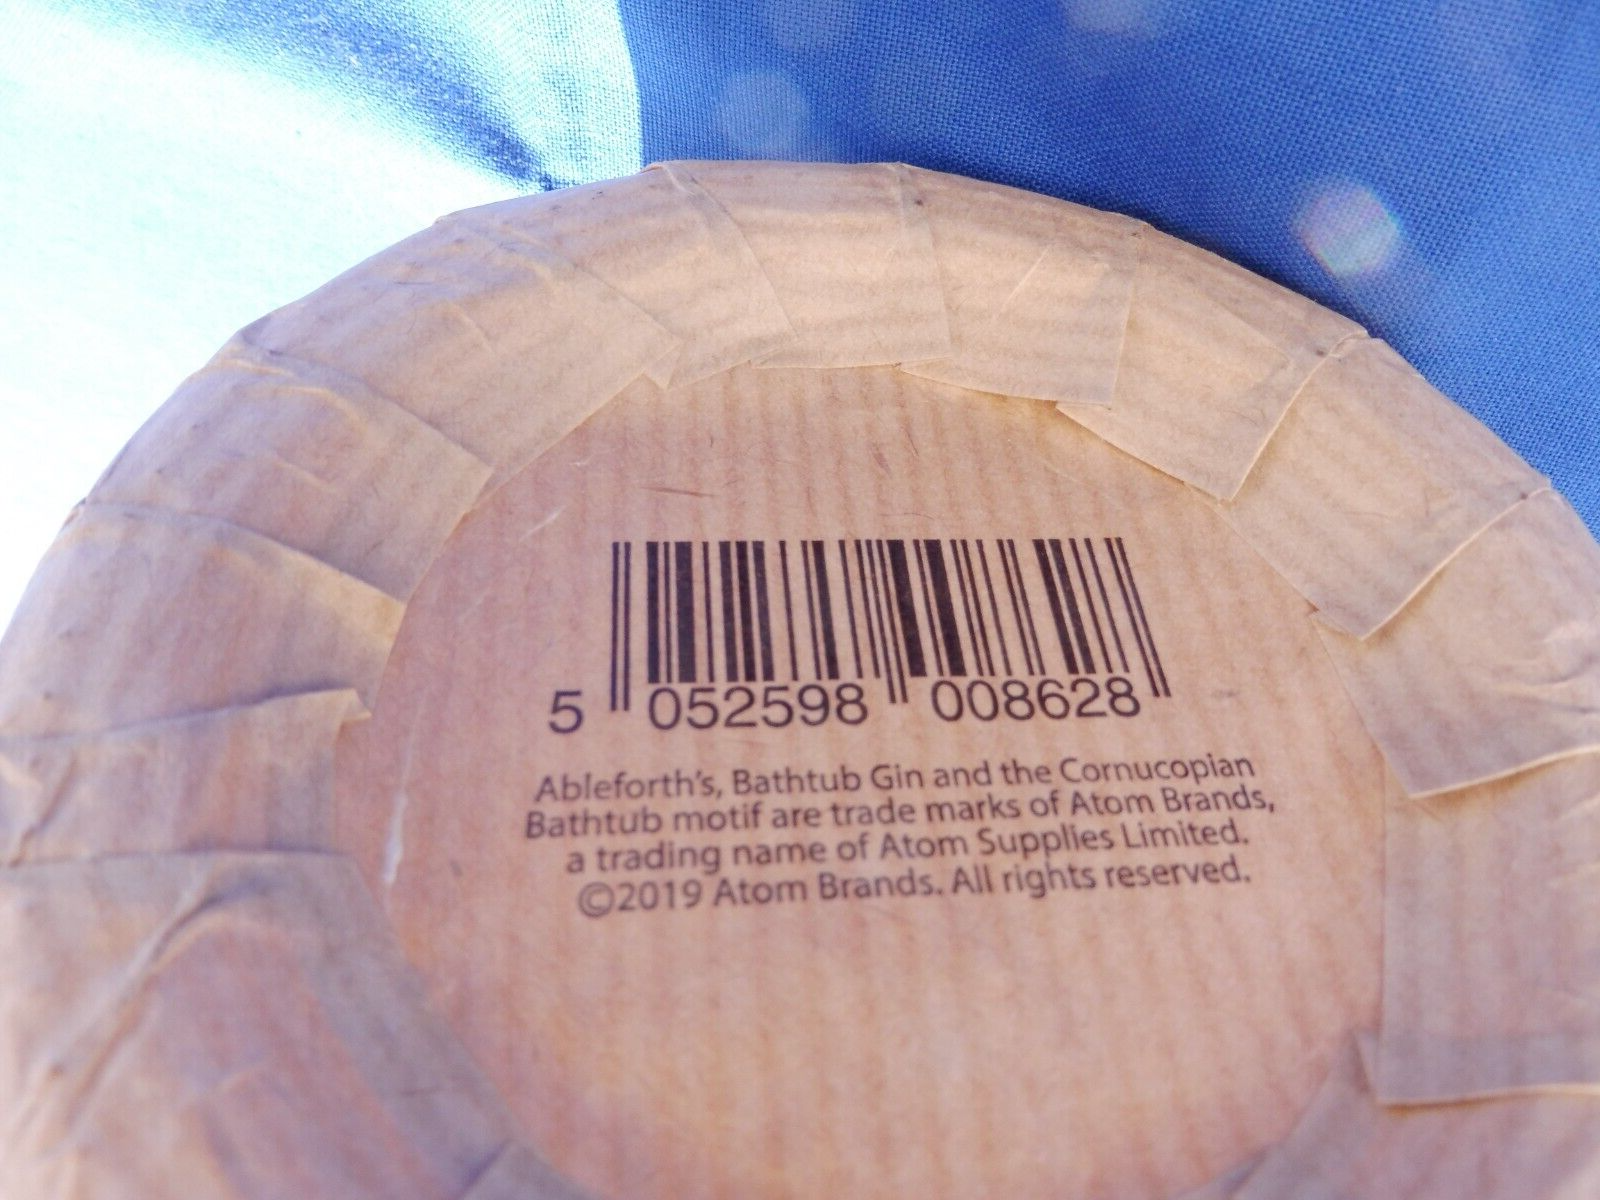 5 052598 008628
Ableforth's, Bathtub Gin and the Cornucopian
Bathtub motif are trade marks of Atom Brands,
a trading name of Atom Supplies Limited.
©2019 Atom Brands. All rights reserved.